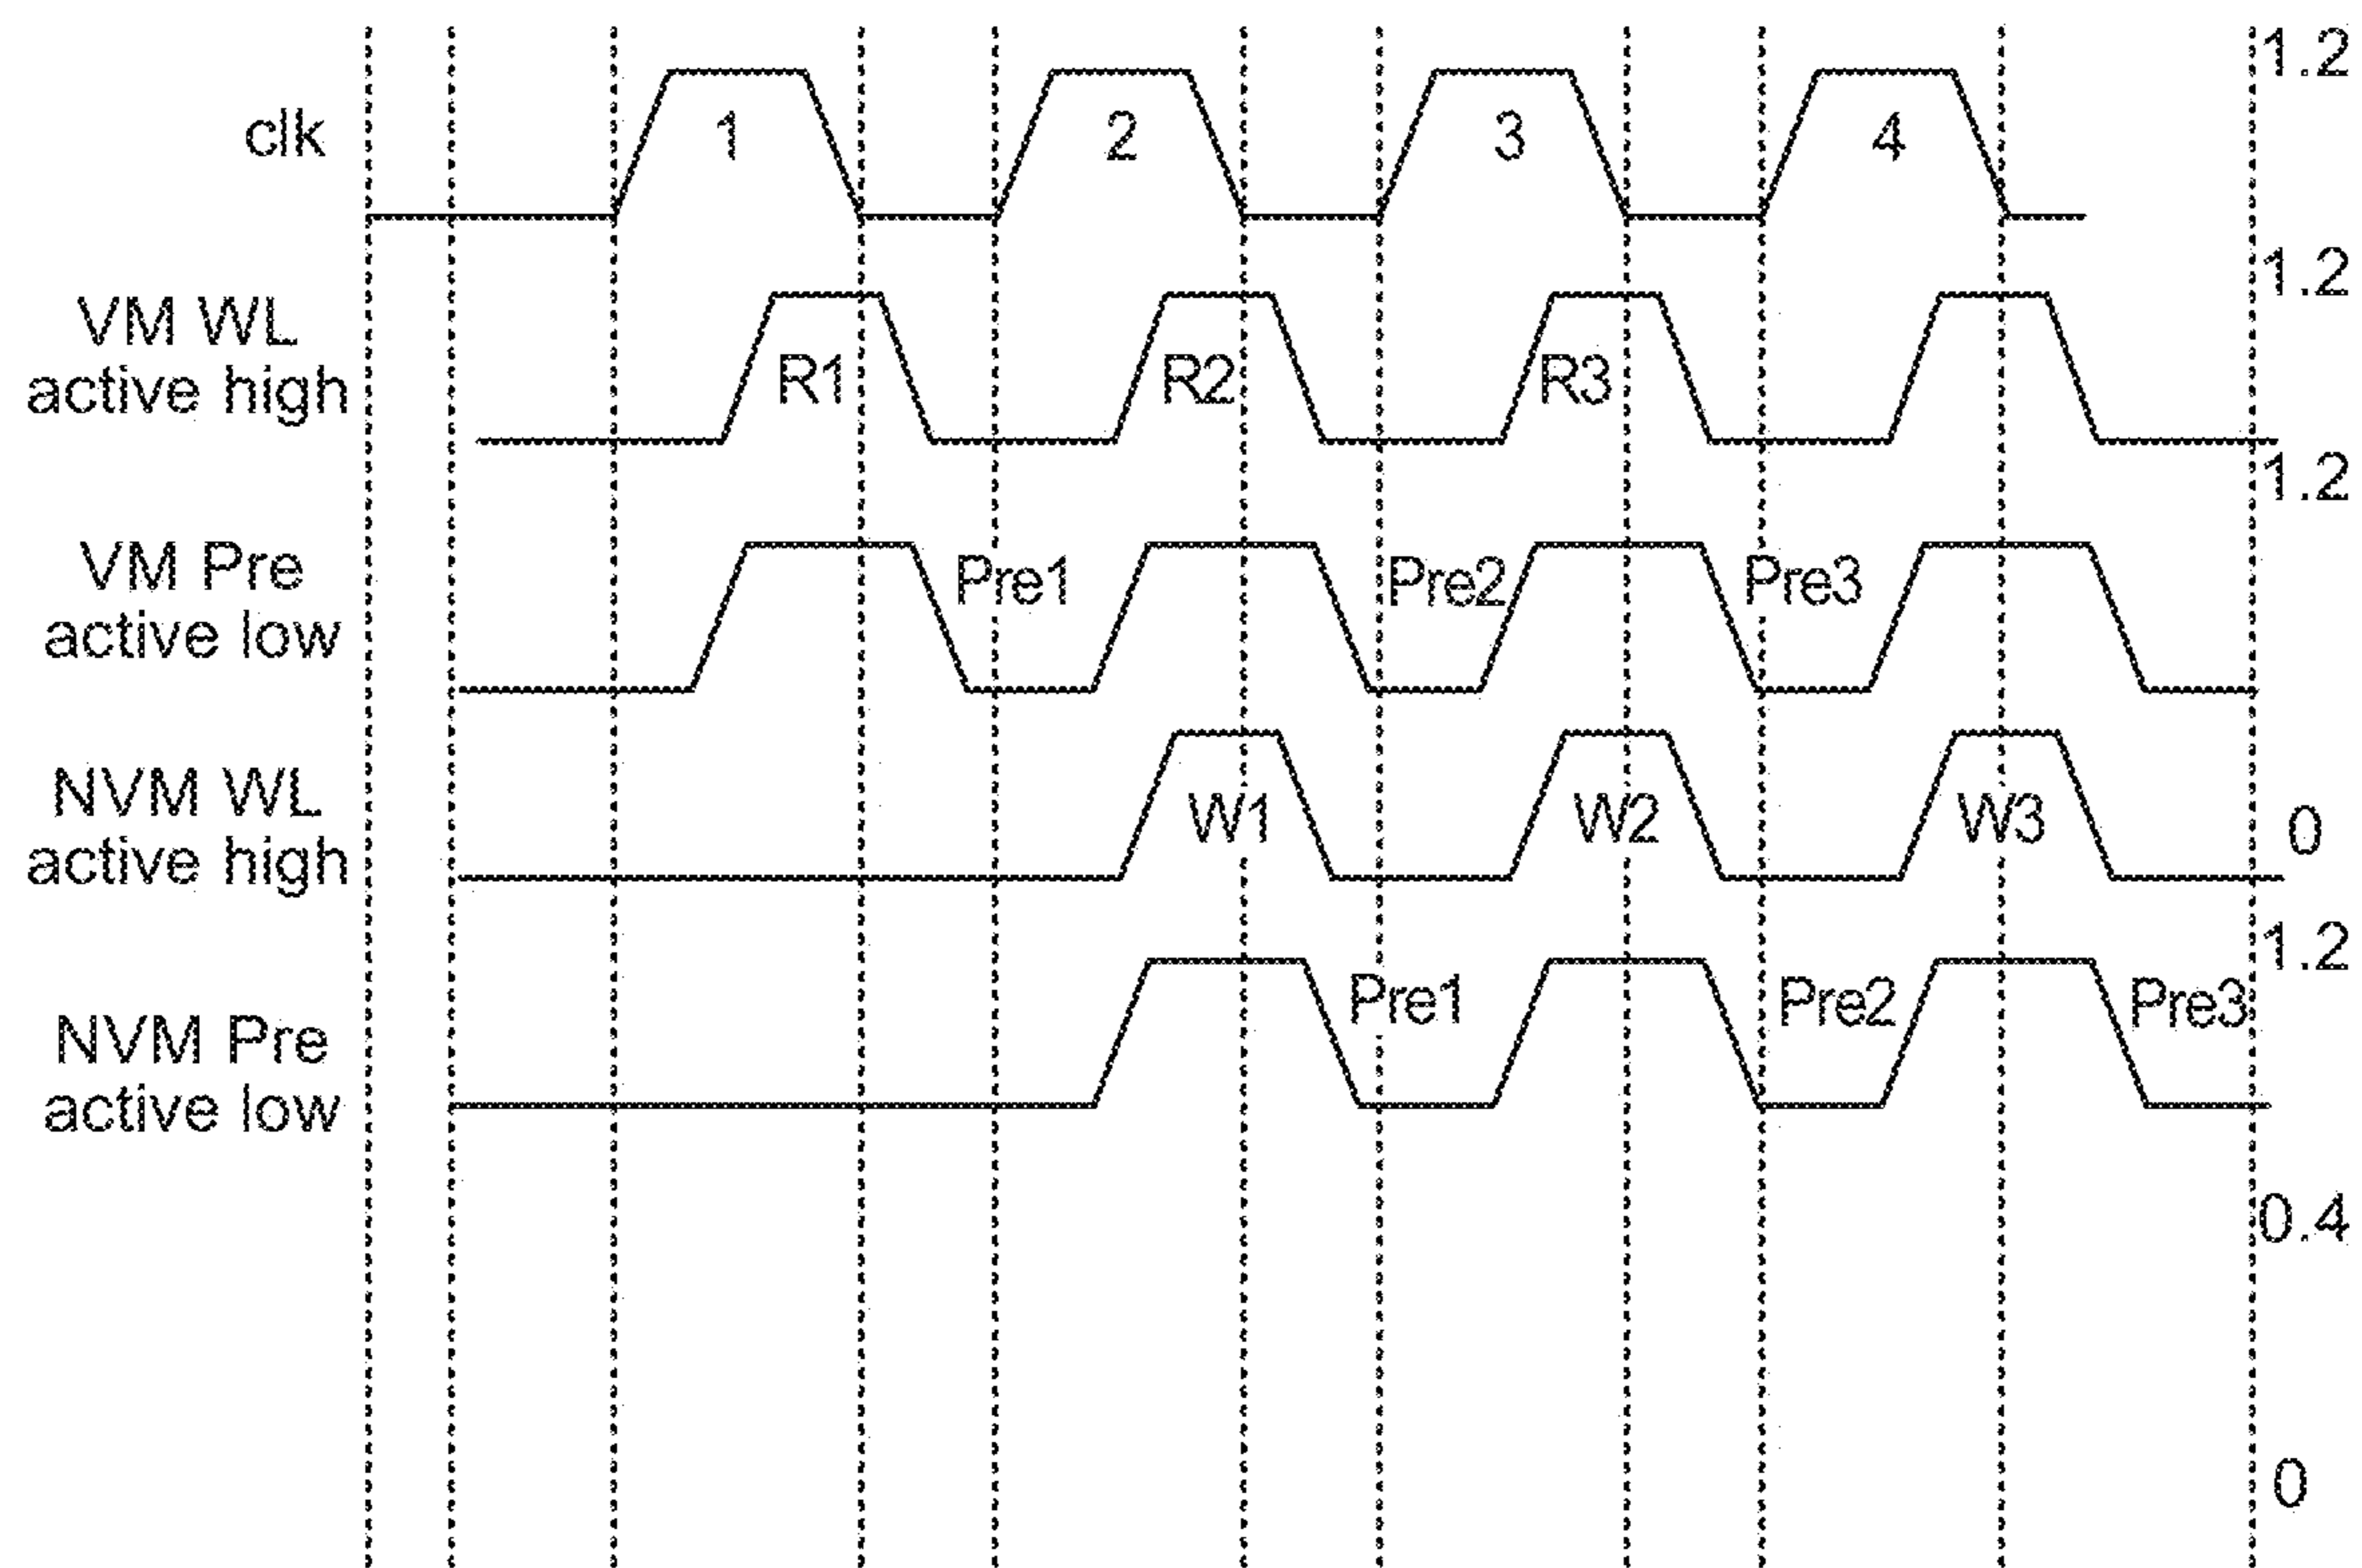 1.2
clk 1 2 3 4
1.2
VM WL
active high
R1 R2 R3
1.2
VM Pre
active low
Pre1 Pre2 Pre3
NVM WL
active high
W1 W2 W3
0
1.2
NVM Pre
active low
Pre1 Pre2 Pre3
0.4
0